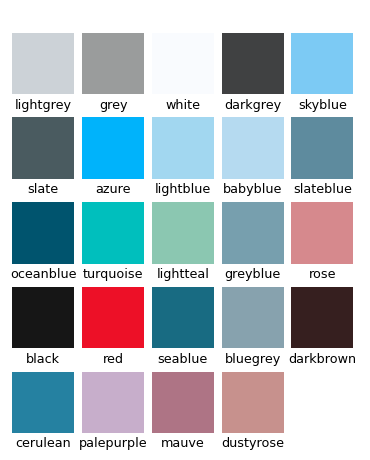 lightgrey grey white darkgrey skyblue
slate azure lightblue babyblue slateblue
oceanblue turquoise lightteal greyblue rose
black red seablue bluegrey darkbrown
cerulean palepurple mauve dustyrose